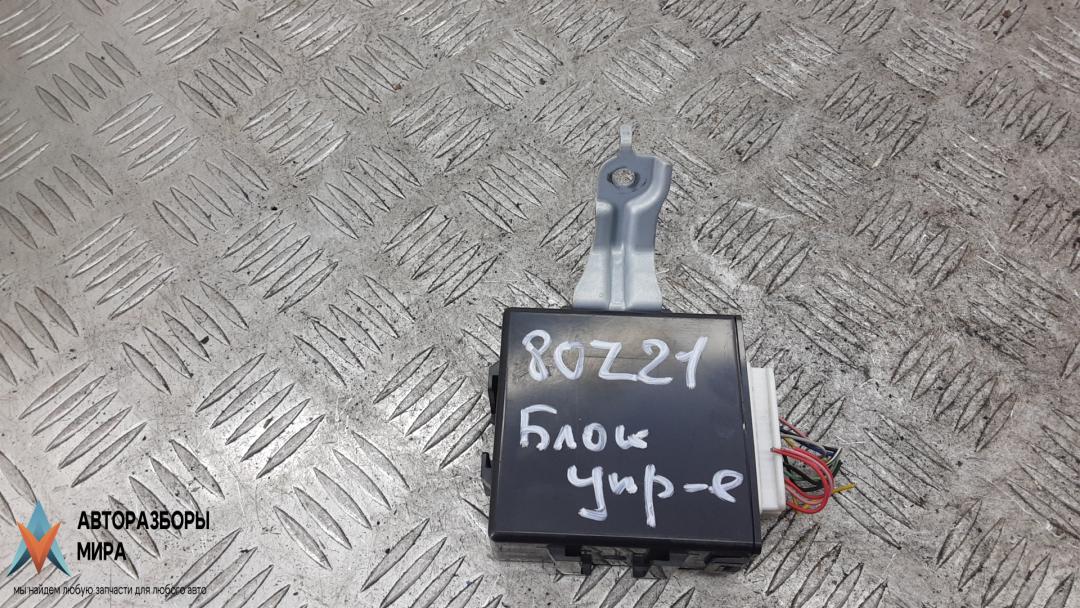 80Z21
Блок
Упр-е
АВТОРАЗБОРЫ
МИРА
мы найдем любую запчасти для любого авто